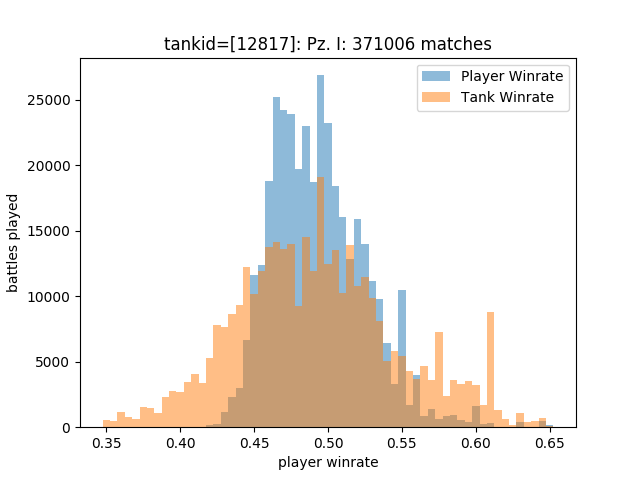 tankid=[12817]: Pz. I: 371006 matches
Player Winrate
Tank Winrate
25000
20000
15000
10000
5000
0
battles played
0.35 0.40 0.45 0.50 0.55 0.60 0.65
player winrate